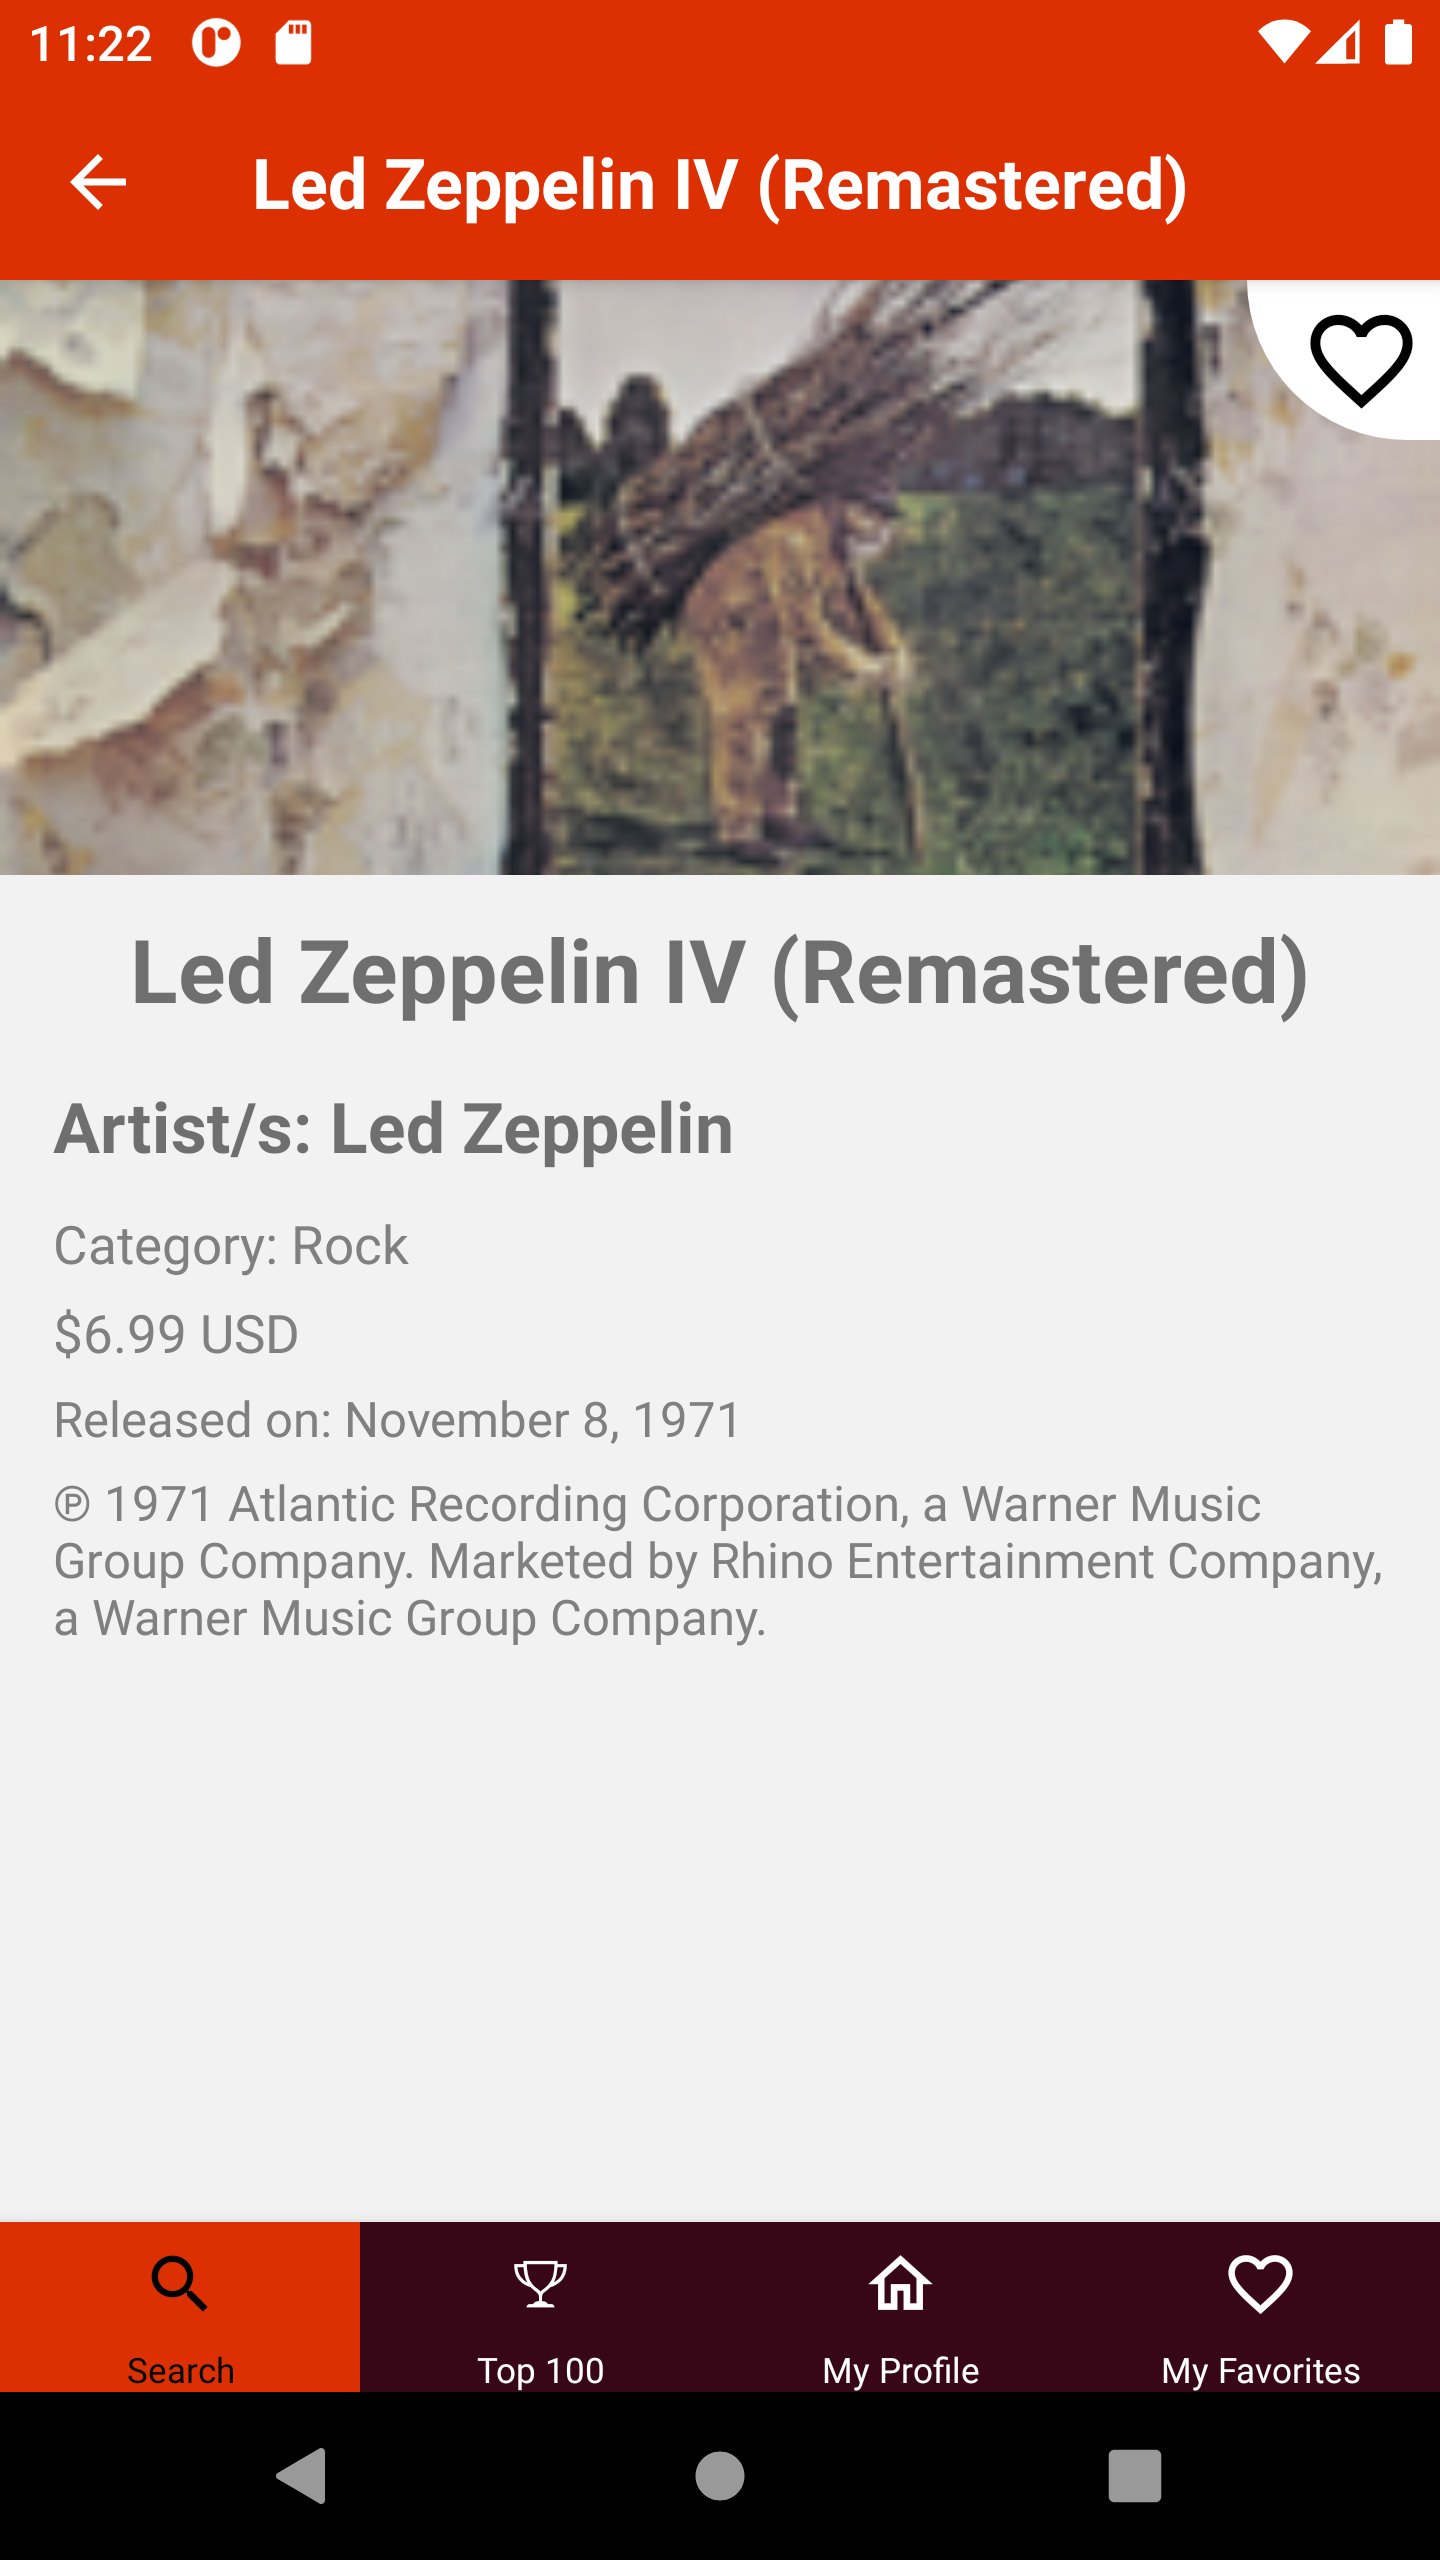 11:22
Led Zeppelin IV (Remastered)
Led Zeppelin IV (Remastered)
Artist/s: Led Zeppelin
Category: Rock
$6.99 USD
Released on: November 8, 1971
℗ 1971 Atlantic Recording Corporation, a Warner Music
Group Company. Marketed by Rhino Entertainment Company,
a Warner Music Group Company.
Search
Top 100
My Profile
My Favorites